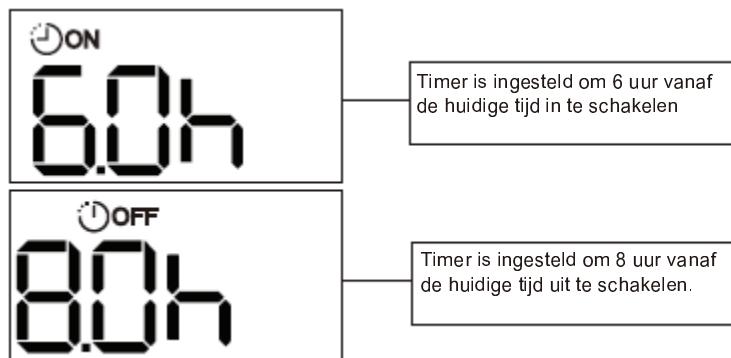 ON
6.0h
Timer is ingesteld om 6 uur vanaf
de huidige tijd in te schakelen
OFF
8.0h
Timer is ingesteld om 8 uur vanaf
de huidige tijd uit te schakelen.